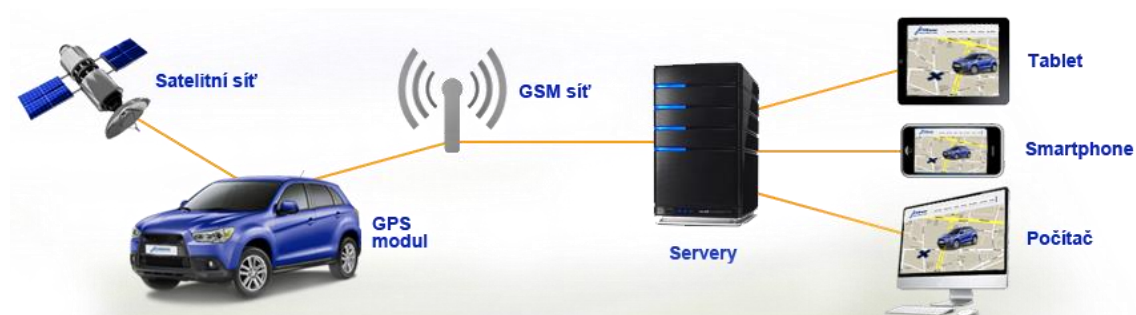 Satelitní síť
GPS
modul
GSM síť
Servery
Tablet
Smartphone
Počítač